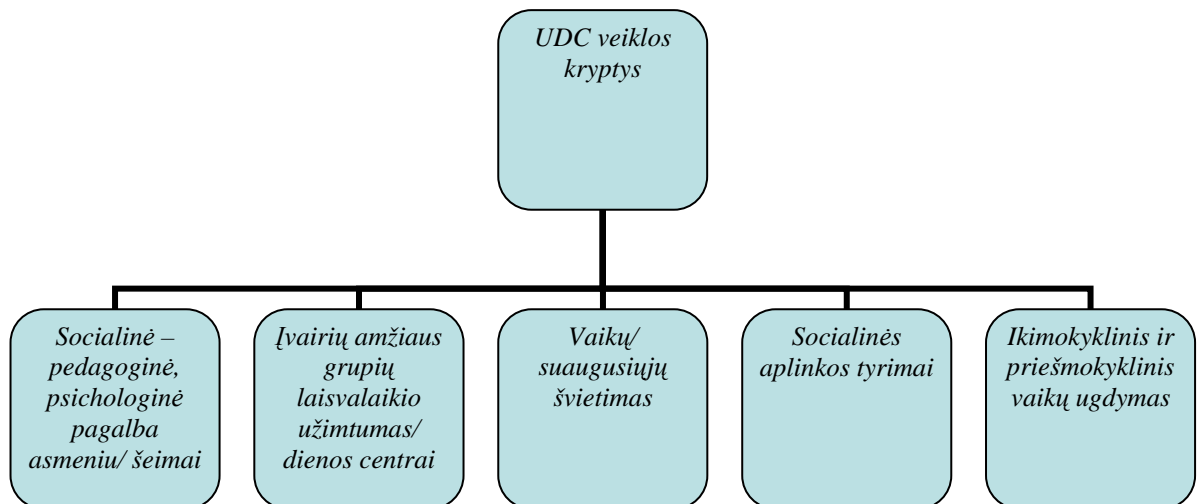 UDC veiklos
kryptys
Socialinė –
pedagoginė,
psichologinė
pagalba
asmeniu/ šeimai
Įvairių amžiaus
grupių
laisvalaikio
užimtumas/
dienos centrai
Vaikų/
suaugusiųjų
švietimas
Socialinės
aplinkos tyrimai
Ikimokyklinis ir
priešmokyklinis
vaikų ugdymas